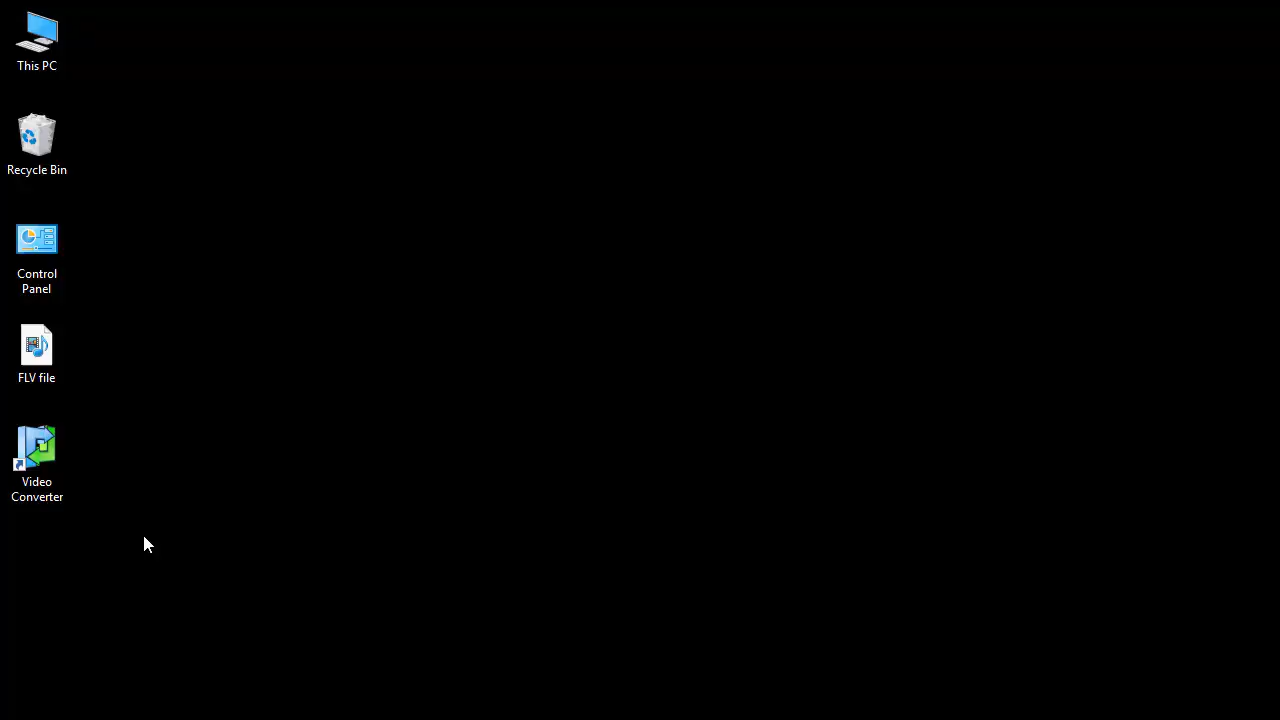 This PC
Recycle Bin
Control
Panel
FLV file
Video
Converter